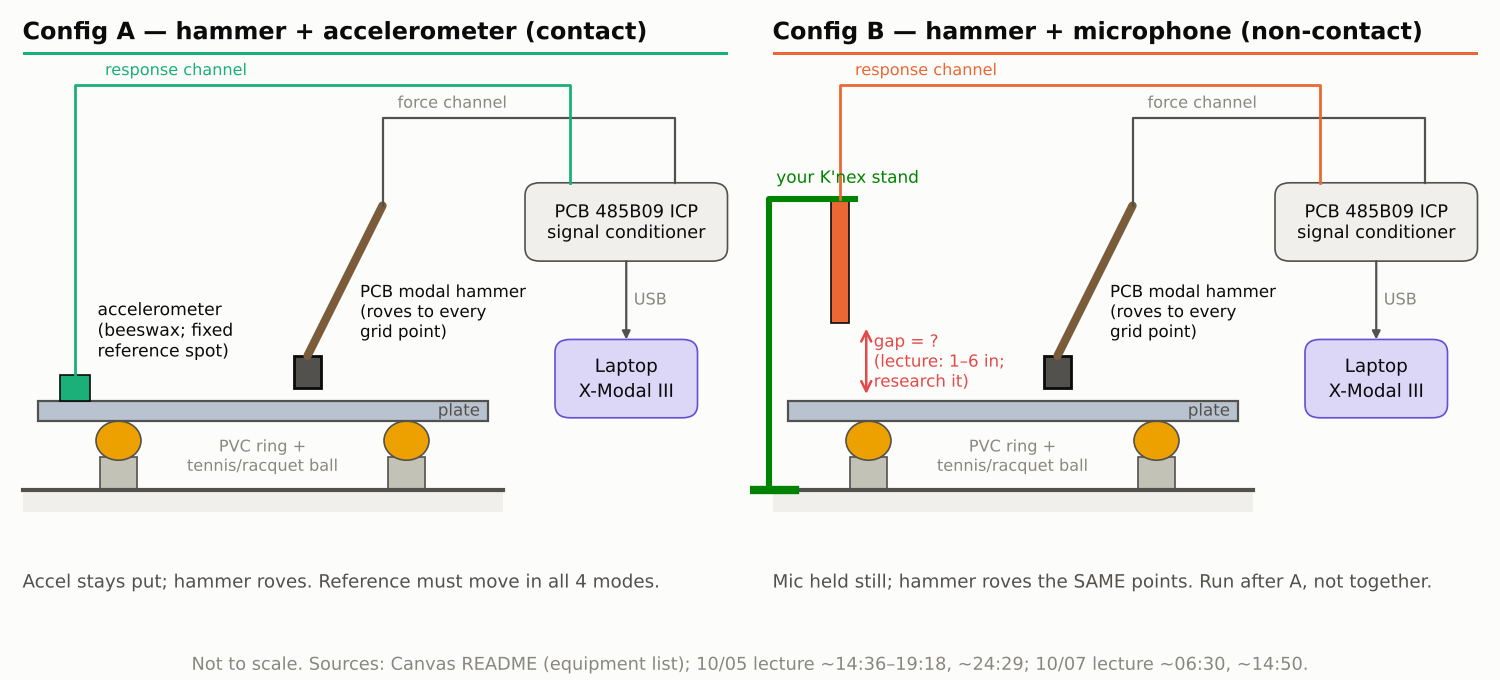 Config A — hammer + accelerometer (contact)
response channel
force channel
PCB 485B09 ICP
signal conditioner
accelerometer
(beeswax; fixed
reference spot)
PCB modal hammer
(roves to every
grid point)
USB
Laptop
X-Modal III
plate
PVC ring +
tennis/racquet ball
Accel stays put; hammer roves. Reference must move in all 4 modes.
Config B — hammer + microphone (non-contact)
response channel
force channel
your K'nex stand
PCB 485B09 ICP
signal conditioner
PCB modal hammer
(roves to every
grid point)
USB
gap = ?
(lecture: 1–6 in;
research it)
Laptop
X-Modal III
plate
PVC ring +
tennis/racquet ball
Mic held still; hammer roves the SAME points. Run after A, not together.
Not to scale. Sources: Canvas README (equipment list); 10/05 lecture ~14:36–19:18, ~24:29; 10/07 lecture ~06:30, ~14:50.